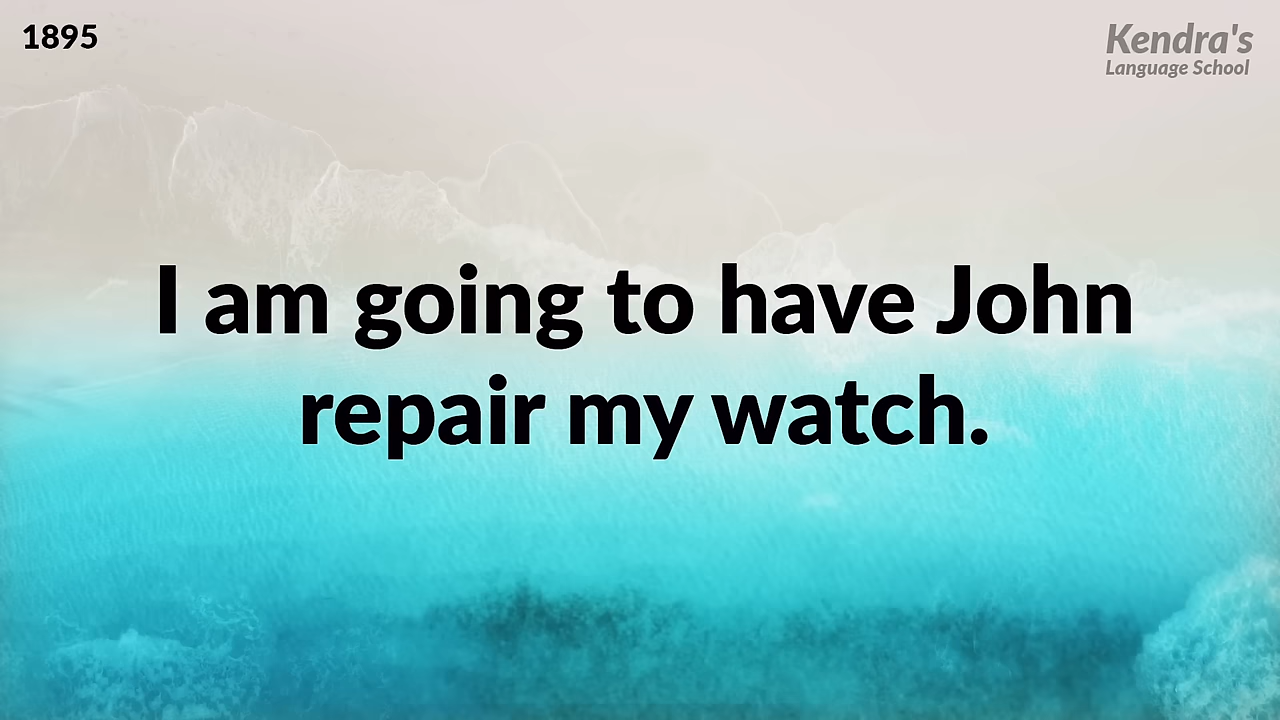 1895
Kendra's
Language School
I am going to have John
repair my watch.